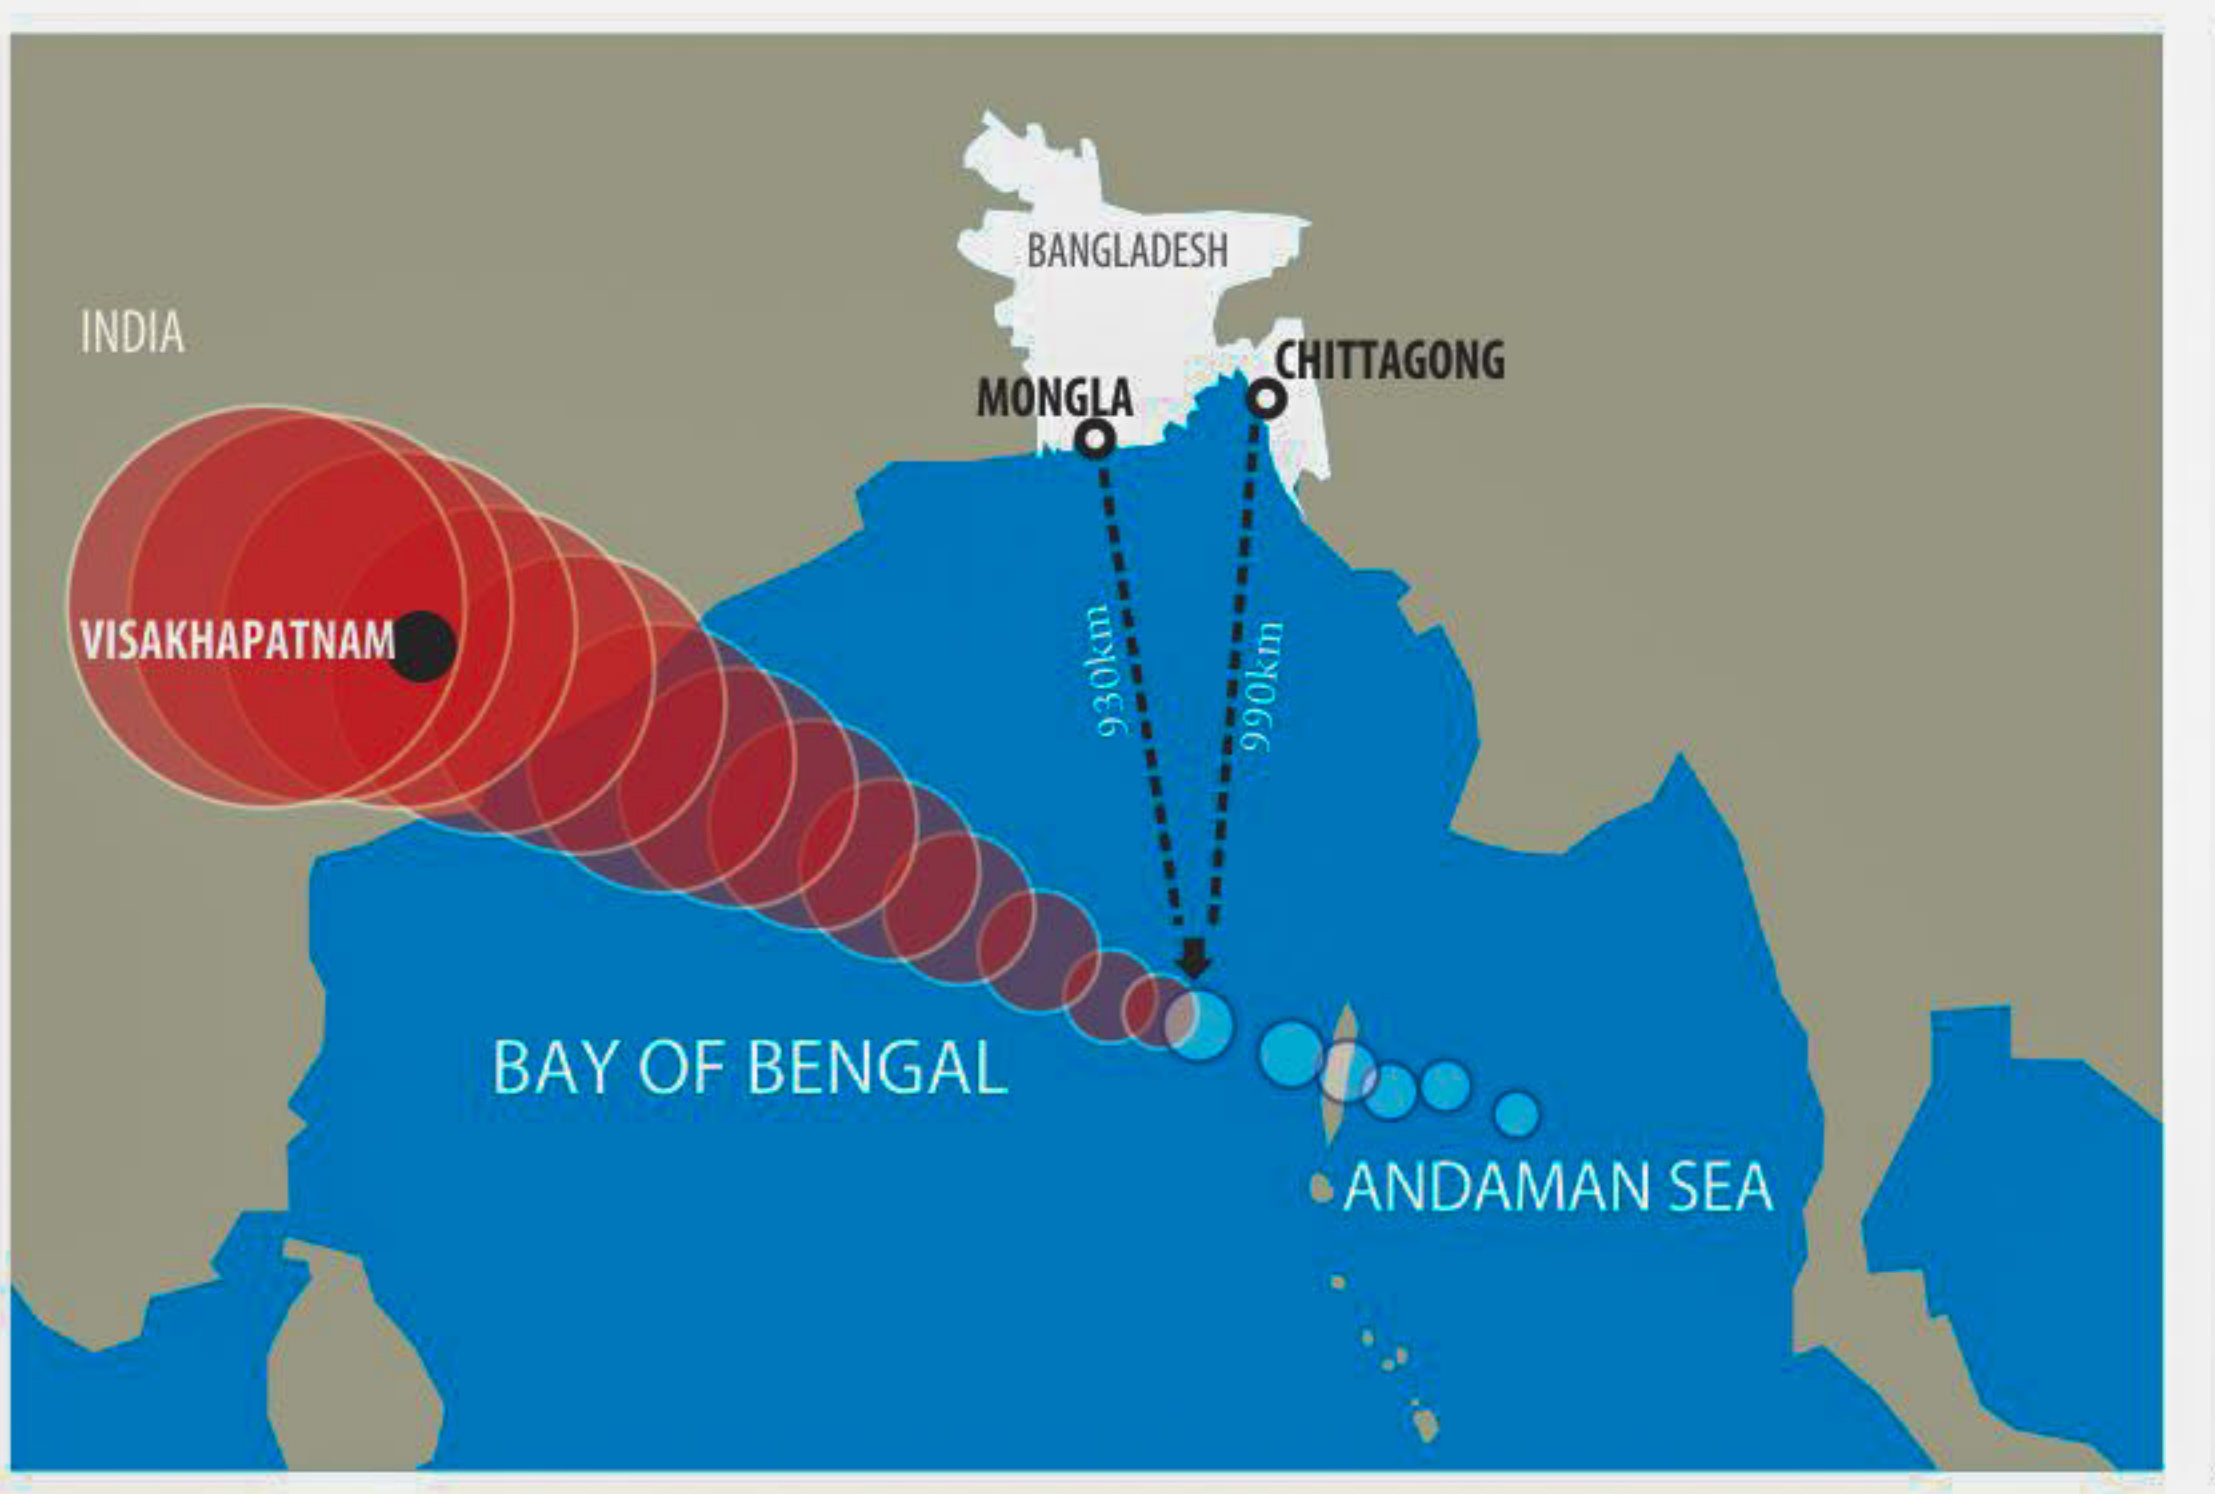 BANGLADESH
INDIA
CHITTAGONG
MONGLA
VISAKHAPATNAM
930km
990km
BAY OF BENGAL
ANDAMAN SEA